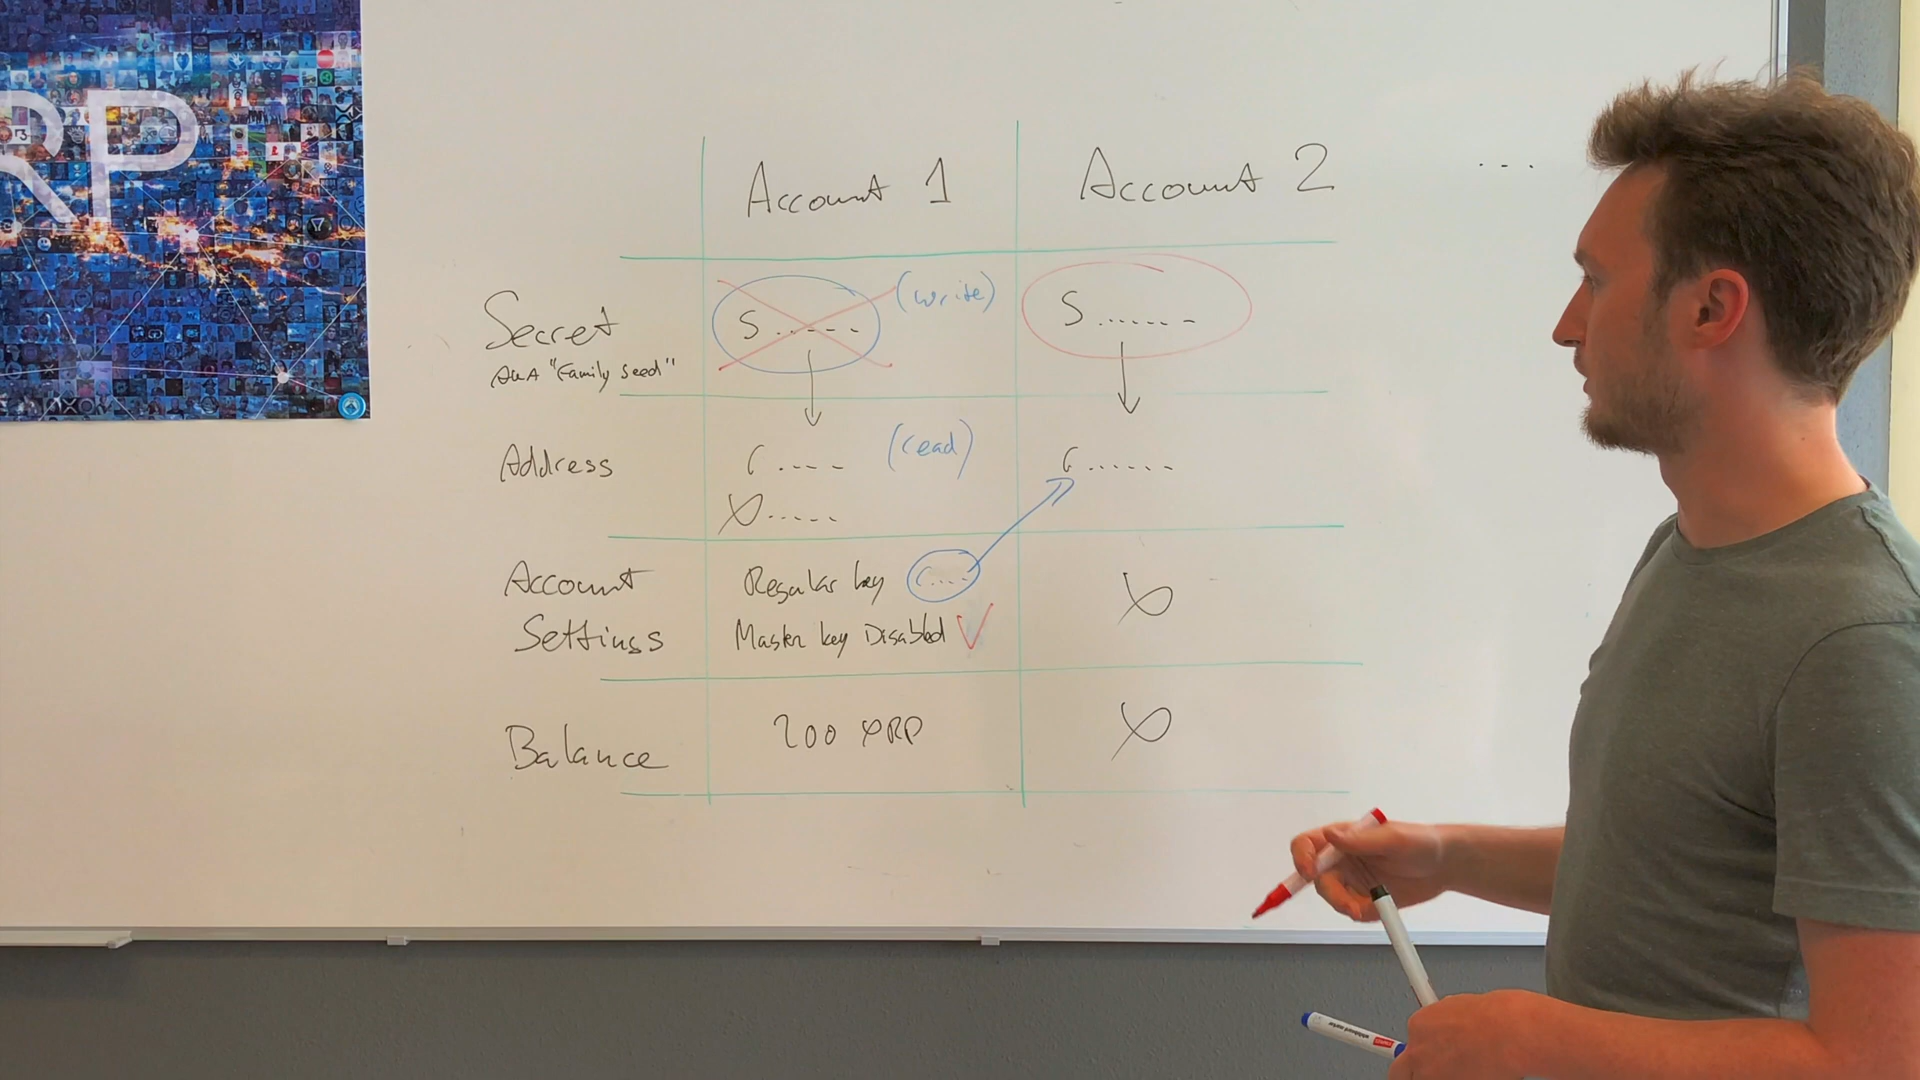 RP
Account 1
Account 2
...
Secret
AKA "Family seed"
S......
(write)
S.......
Address
r.....
(read)
r......
X.....
Account
Settings
Regular key
r....
Master key Disabled
Balance
200 XRP